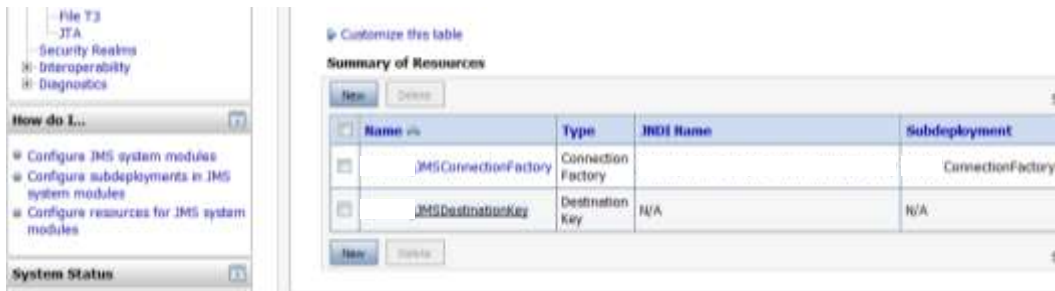 File T3
JTA
Security Realms
Interoperability
Diagnostics
How do I...
Configure JMS system modules
Configure subdeployments in JMS
system modules
Configure resources for JMS system
modules
System Status
Customize this table
Summary of Resources
New Delete
Name Type JNDI Name Subdeployment
JMSConnectionFactory Connection Factory ConnectionFactory
JMSDestinationKey Destination Key N/A N/A
New Delete